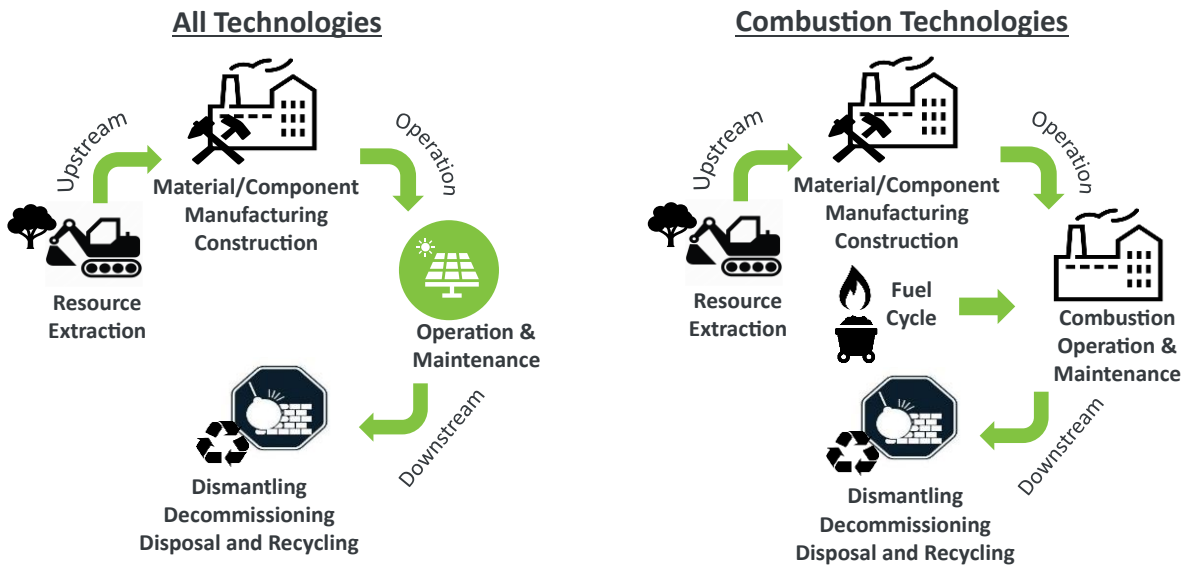 All Technologies
Upstream
Operation
Material/Component
Manufacturing
Construction
Resource
Extraction
Operation &
Maintenance
Downstream
Dismantling
Decommissioning
Disposal and Recycling
Combustion Technologies
Upstream
Operation
Material/Component
Manufacturing
Construction
Resource
Extraction
Fuel
Cycle
Combustion
Operation &
Maintenance
Downstream
Dismantling
Decommissioning
Disposal and Recycling